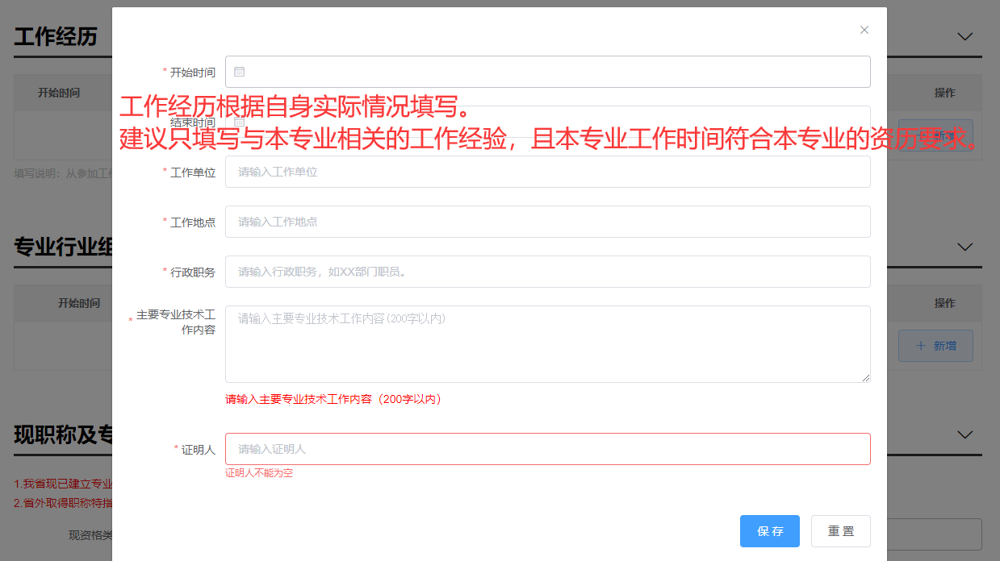 工作经历
* 开始时间
开始时间
操作
工作经历根据自身实际情况填写。
结束时间
建议只填写与本专业相关的工作经验，且本专业工作时间符合本专业的资历要求。
新增
填写说明：从参加工作
* 工作单位 请输入工作单位
* 工作地点 请输入工作地点
专业行业组
* 行政职务 请输入行政职务，如XX部门职员。
开始时间
操作
* 主要专业技术工
作内容
请输入主要专业技术工作内容(200字以内)
+ 新增
请输入主要专业技术工作内容（200字以内）
现职称及专
* 证明人 请输入证明人
证明人不能为空
1.我省现已建立专业
2.省外取得职称特指
现资格类
保存
重置